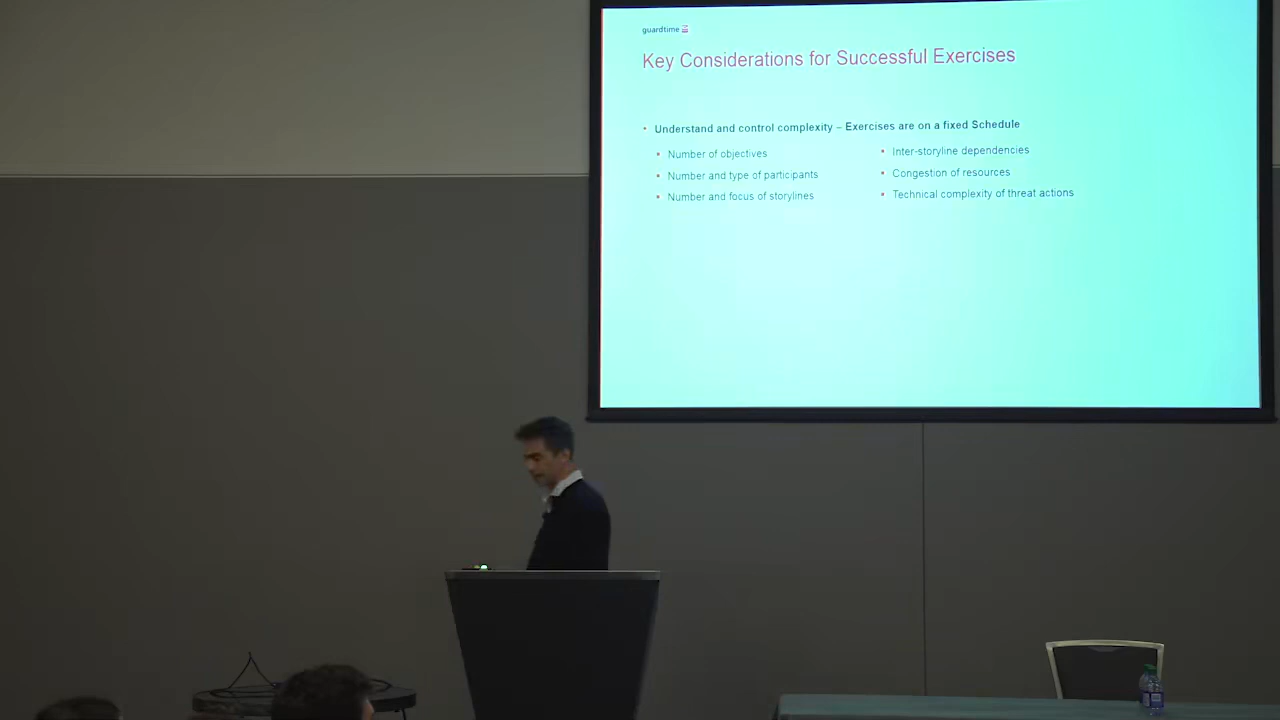 guardtime
Key Considerations for Successful Exercises
Understand and control complexity – Exercises are on a fixed Schedule
Number of objectives
Number and type of participants
Number and focus of storylines
Inter-storyline dependencies
Congestion of resources
Technical complexity of threat actions